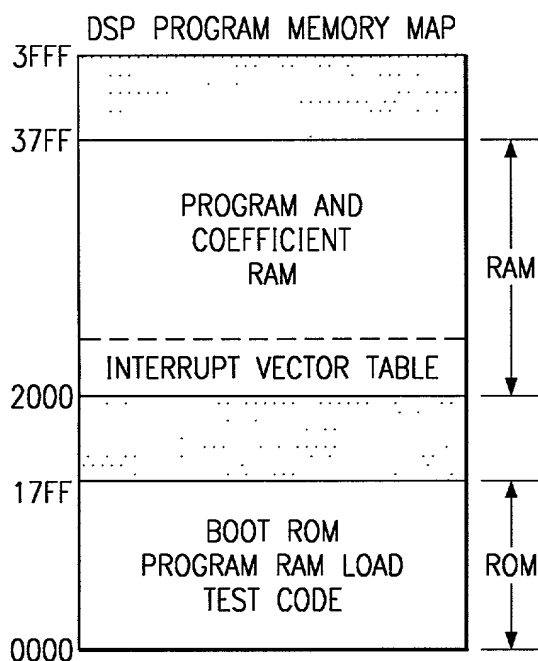 DSP PROGRAM MEMORY MAP
3FFF
37FF
PROGRAM AND
COEFFICIENT
RAM
RAM
INTERRUPT VECTOR TABLE
2000
17FF
BOOT ROM
PROGRAM RAM LOAD
TEST CODE
ROM
0000